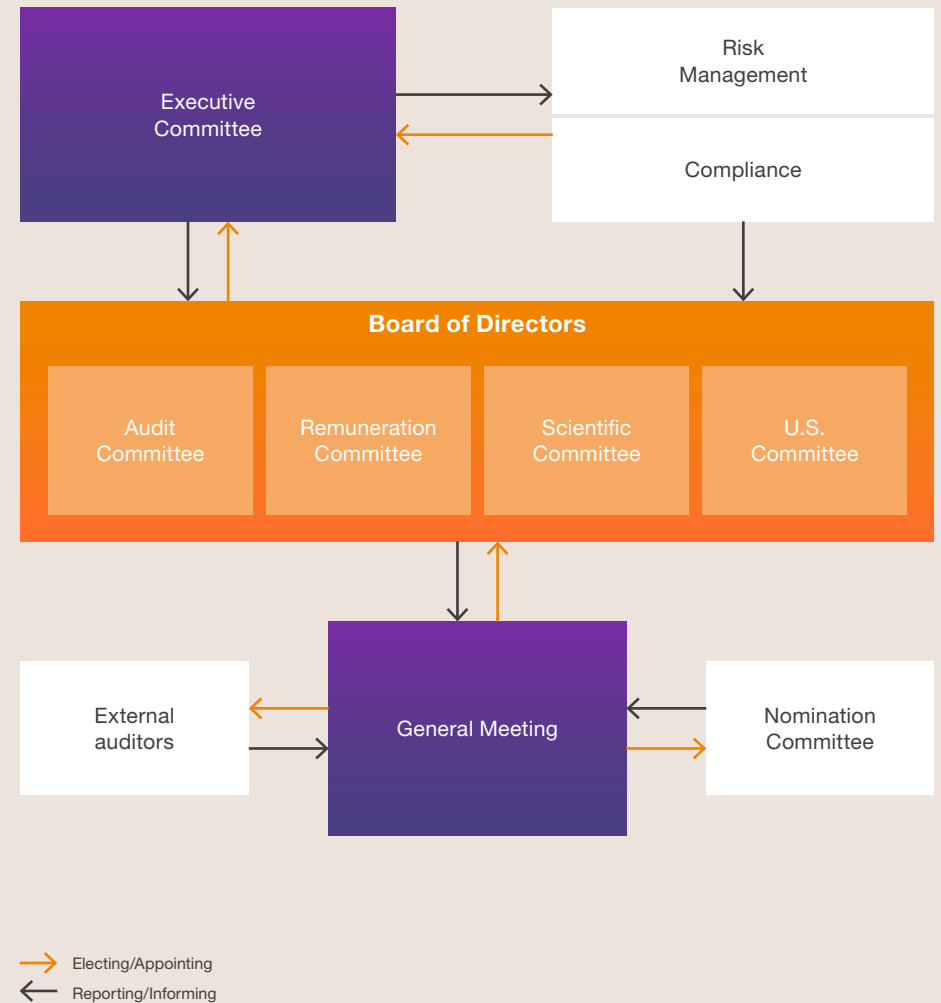 Executive
Committee
Risk
Management
Compliance
Board of Directors
Audit
Committee
Remuneration
Committee
Scientific
Committee
U.S.
Committee
External
auditors
General Meeting
Nomination
Committee
Electing/Appointing
Reporting/Informing